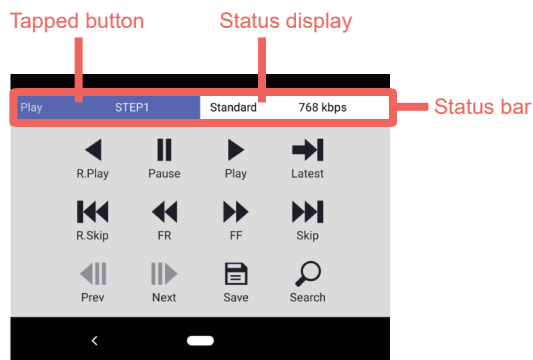 Tapped button Status display
Play STEP1 Standard 768 kbps Status bar
R.Play Pause Play Latest
R.Skip FR FF Skip
Prev Next Save Search